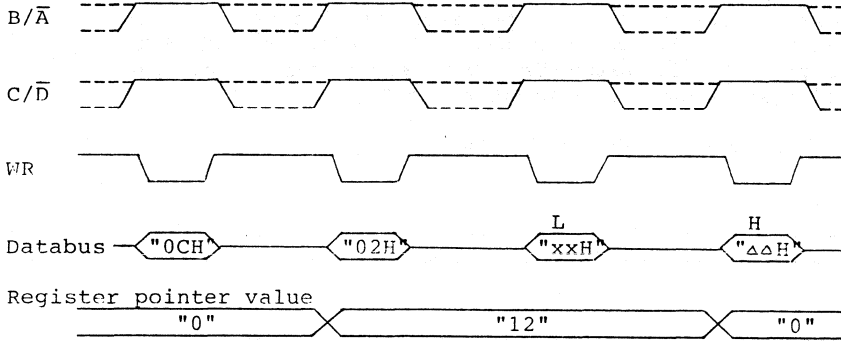 B/A̅
C/D̅
WR
L H
Databus "0CH" "02H" "xxH" "△△H"
Register pointer value
"0" "12" "0"